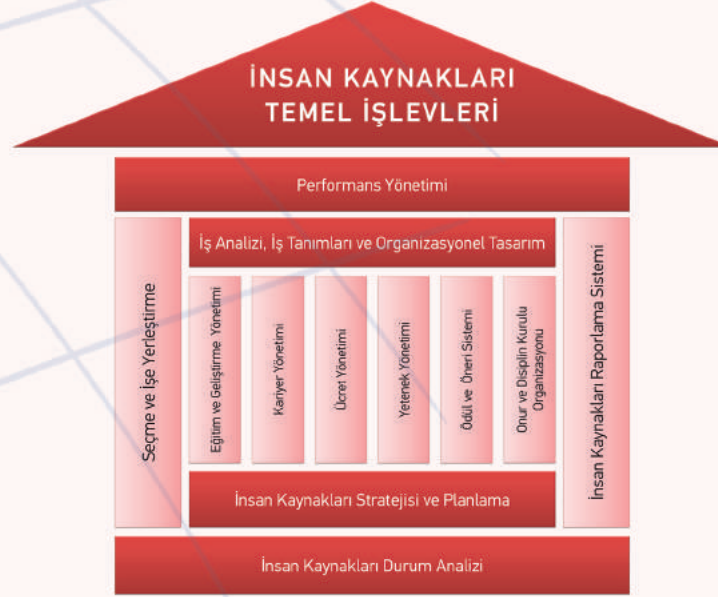 İNSAN KAYNAKLARI
TEMEL İŞLEVLERİ
Performans Yönetimi
Seçme ve İşe Yerleştirme
İş Analizi, İş Tanımları ve Organizasyonel Tasarım
Eğitim ve Geliştirme Yönetimi
Kariyer Yönetimi
Ücret Yönetimi
Yetenek Yönetimi
Ödül ve Öneri Sistemi
Onur ve Disiplin Kurulu
Organizasyonu
İnsan Kaynakları Raporlama Sistemi
İnsan Kaynakları Stratejisi ve Planlama
İnsan Kaynakları Durum Analizi